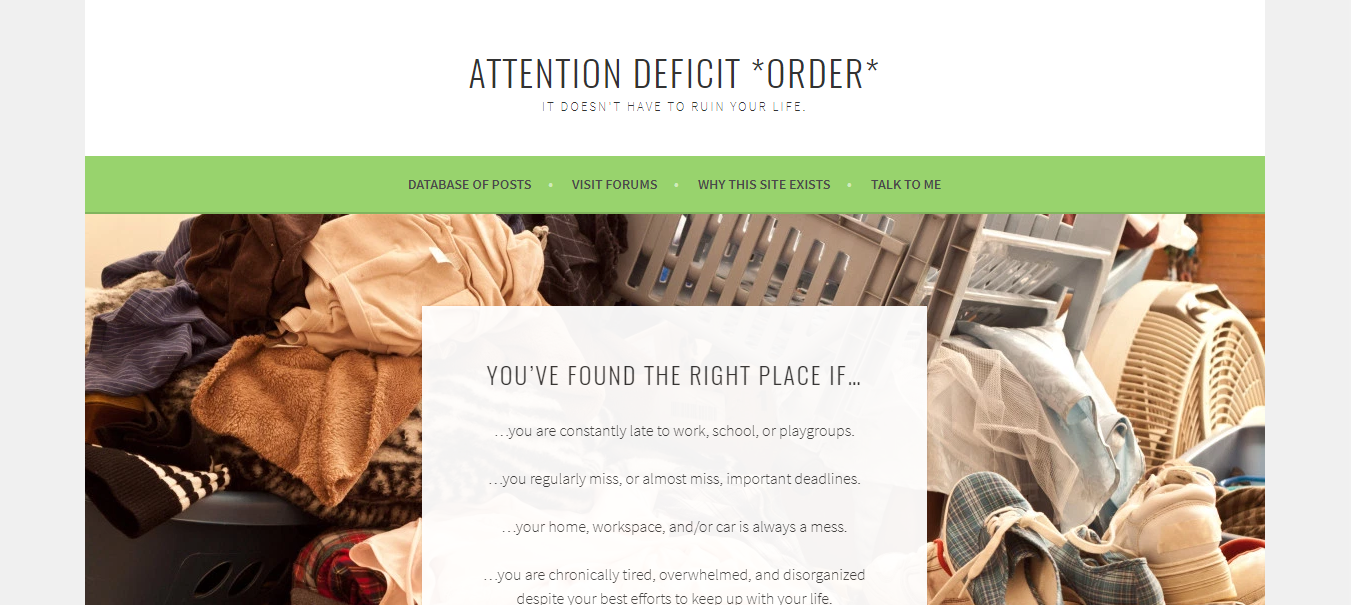 ATTENTION DEFICIT *ORDER*
IT DOESN'T HAVE TO RUIN YOUR LIFE.
DATABASE OF POSTS • VISIT FORUMS • WHY THIS SITE EXISTS • TALK TO ME
YOU'VE FOUND THE RIGHT PLACE IF…
…you are constantly late to work, school, or playgroups.
…you regularly miss, or almost miss, important deadlines.
…your home, workspace, and/or car is always a mess.
…you are chronically tired, overwhelmed, and disorganized
despite your best efforts to keep up with your life.